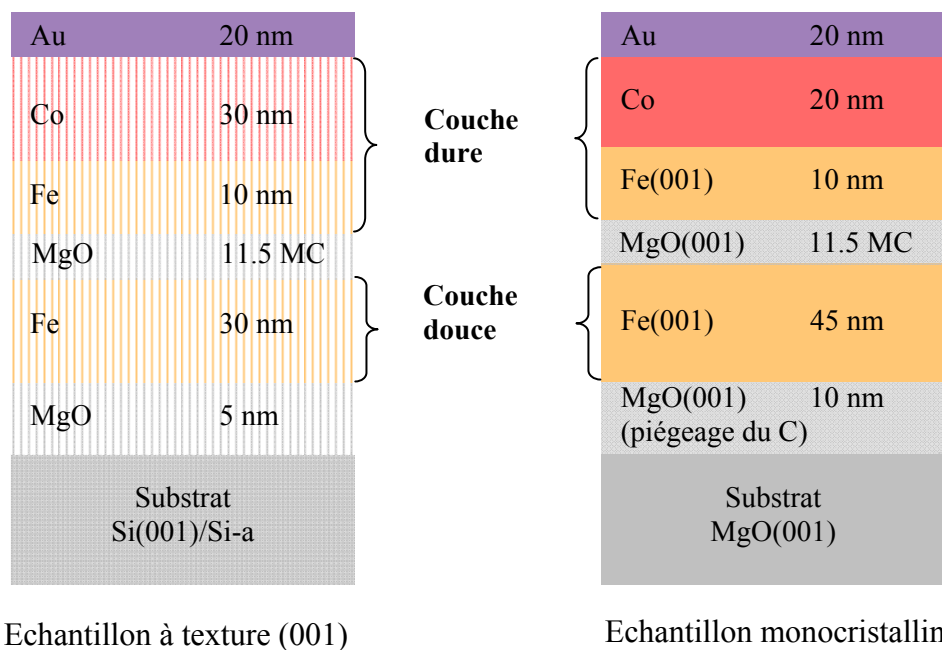 Au 20 nm
Co 30 nm
Fe 10 nm
MgO 11.5 MC
Fe 30 nm
MgO 5 nm
Substrat
Si(001)/Si-a
Echantillon à texture (001)
Couche
dure
Couche
douce
Au 20 nm
Co 20 nm
Fe(001) 10 nm
MgO(001) 11.5 MC
Fe(001) 45 nm
MgO(001) 10 nm
(piégeage du C)
Substrat
MgO(001)
Echantillon monocristallin